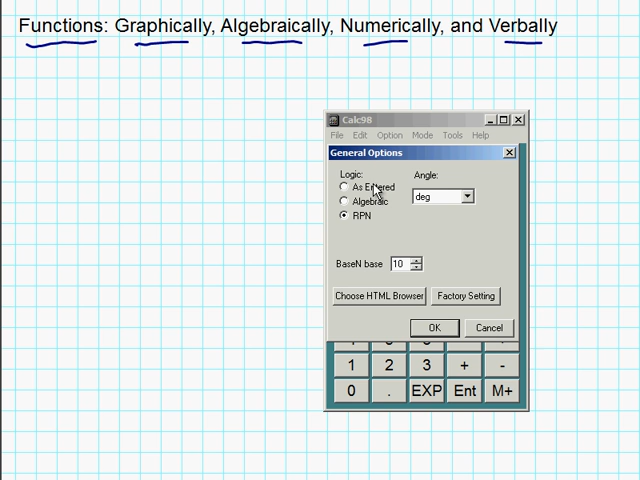 Functions: Graphically, Algebraically, Numerically, and Verbally
Calc98
File Edit Option Mode Tools Help
General Options
Logic: Angle:
As Entered
deg
Algebraic
RPN
BaseN base 10
Choose HTML Browser Factory Setting
OK Cancel
1 2 3 + -
0 . EXP Ent M+